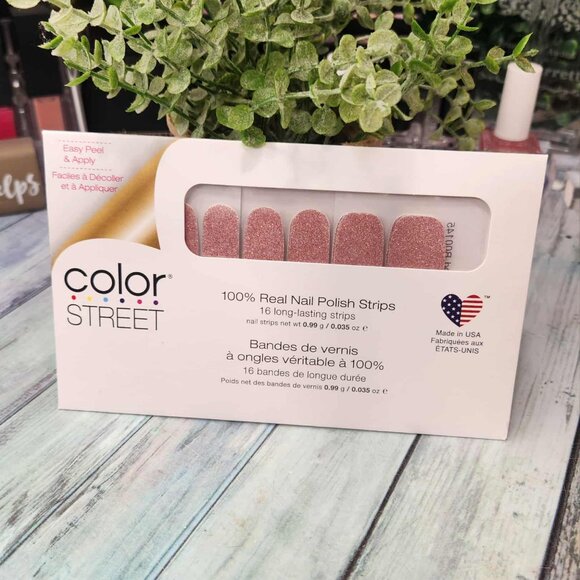 Easy Peel
& Apply
Faciles à Décoller
et à Appliquer
color®
STREET
100% Real Nail Polish Strips
16 long-lasting strips
nail strips net wt 0.99 g / 0.035 oz ℮
Bandes de vernis
à ongles véritable à 100%
16 bandes de longue durée
Poids net des bandes de vernis 0.99 g / 0.035 oz ℮
TM
Made in USA
Fabriquées aux
ÉTATS-UNIS